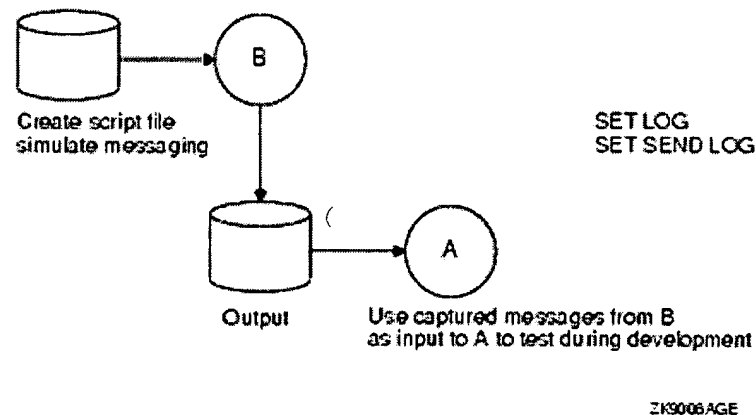 B
Create script file
simulate messaging
SET LOG
SET SEND LOG
(
A
Output
Use captured messages from B
as input to A to test during development
ZK9006AGE